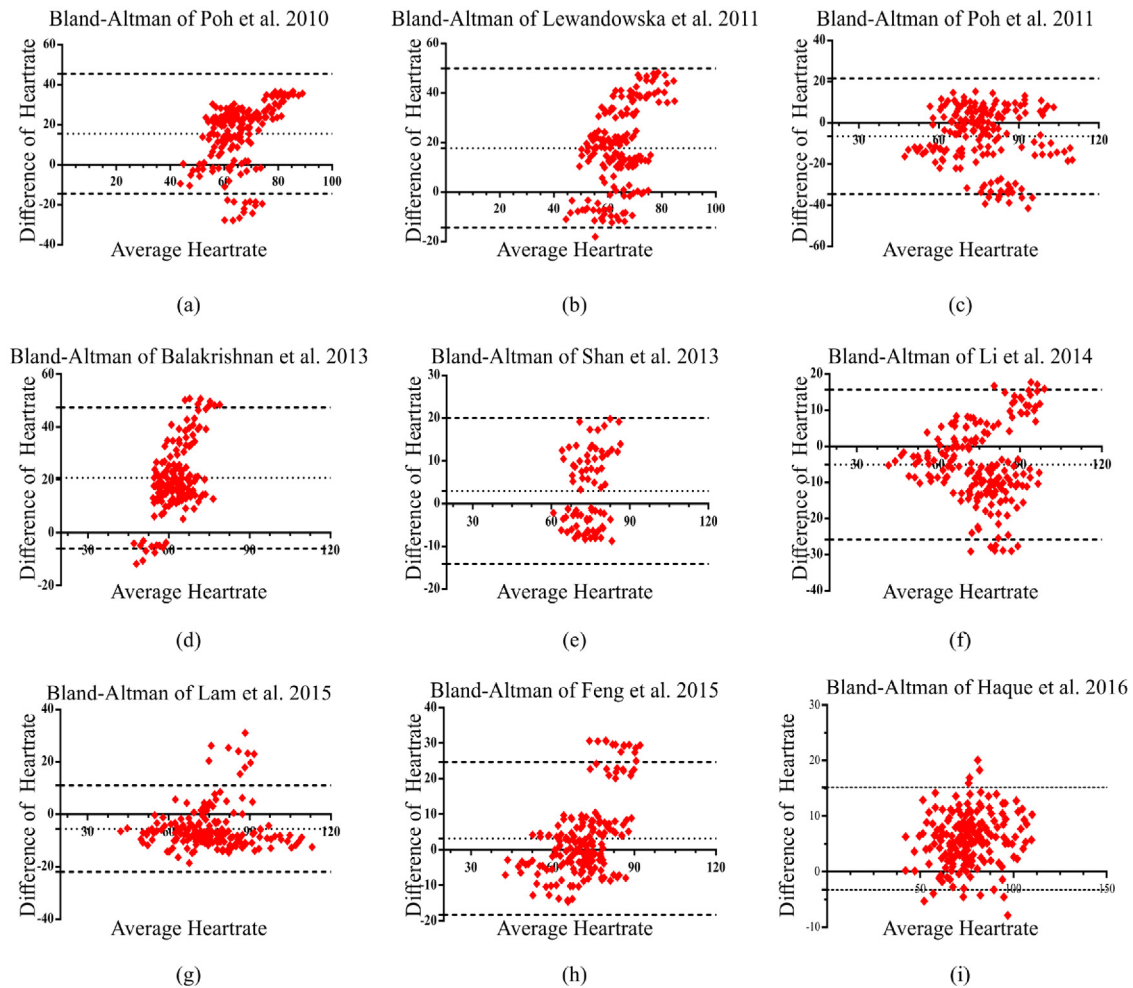 Bland-Altman of Poh et al. 2010
Difference of Heartrate
60
40
20
0
-20
-40
20 40 60 80 100
Average Heartrate
(a)
Bland-Altman of Lewandowska et al. 2011
Difference of Heartrate
60
40
20
0
-20
20 40 60 80 100
Average Heartrate
(b)
Bland-Altman of Poh et al. 2011
Difference of Heartrate
40
20
0
-20
-40
-60
30 60 90 120
Average Heartrate
(c)
Bland-Altman of Balakrishnan et al. 2013
Difference of Heartrate
60
40
20
0
-20
30 60 90 120
Average Heartrate
(d)
Bland-Altman of Shan et al. 2013
Difference of Heartrate
30
20
10
0
-10
-20
30 60 90 120
Average Heartrate
(e)
Bland-Altman of Li et al. 2014
Difference of Heartrate
20
10
0
-10
-20
-30
-40
30 60 90 120
Average Heartrate
(f)
Bland-Altman of Lam et al. 2015
Difference of Heartrate
40
20
0
-20
-40
30 60 90 120
Average Heartrate
(g)
Bland-Altman of Feng et al. 2015
Difference of Heartrate
40
30
20
10
0
10
-20
30 60 90 120
Average Heartrate
(h)
Bland-Altman of Haque et al. 2016
Difference of Heartrate
30
20
10
0
-10
50 100 150
Average Heartrate
(i)